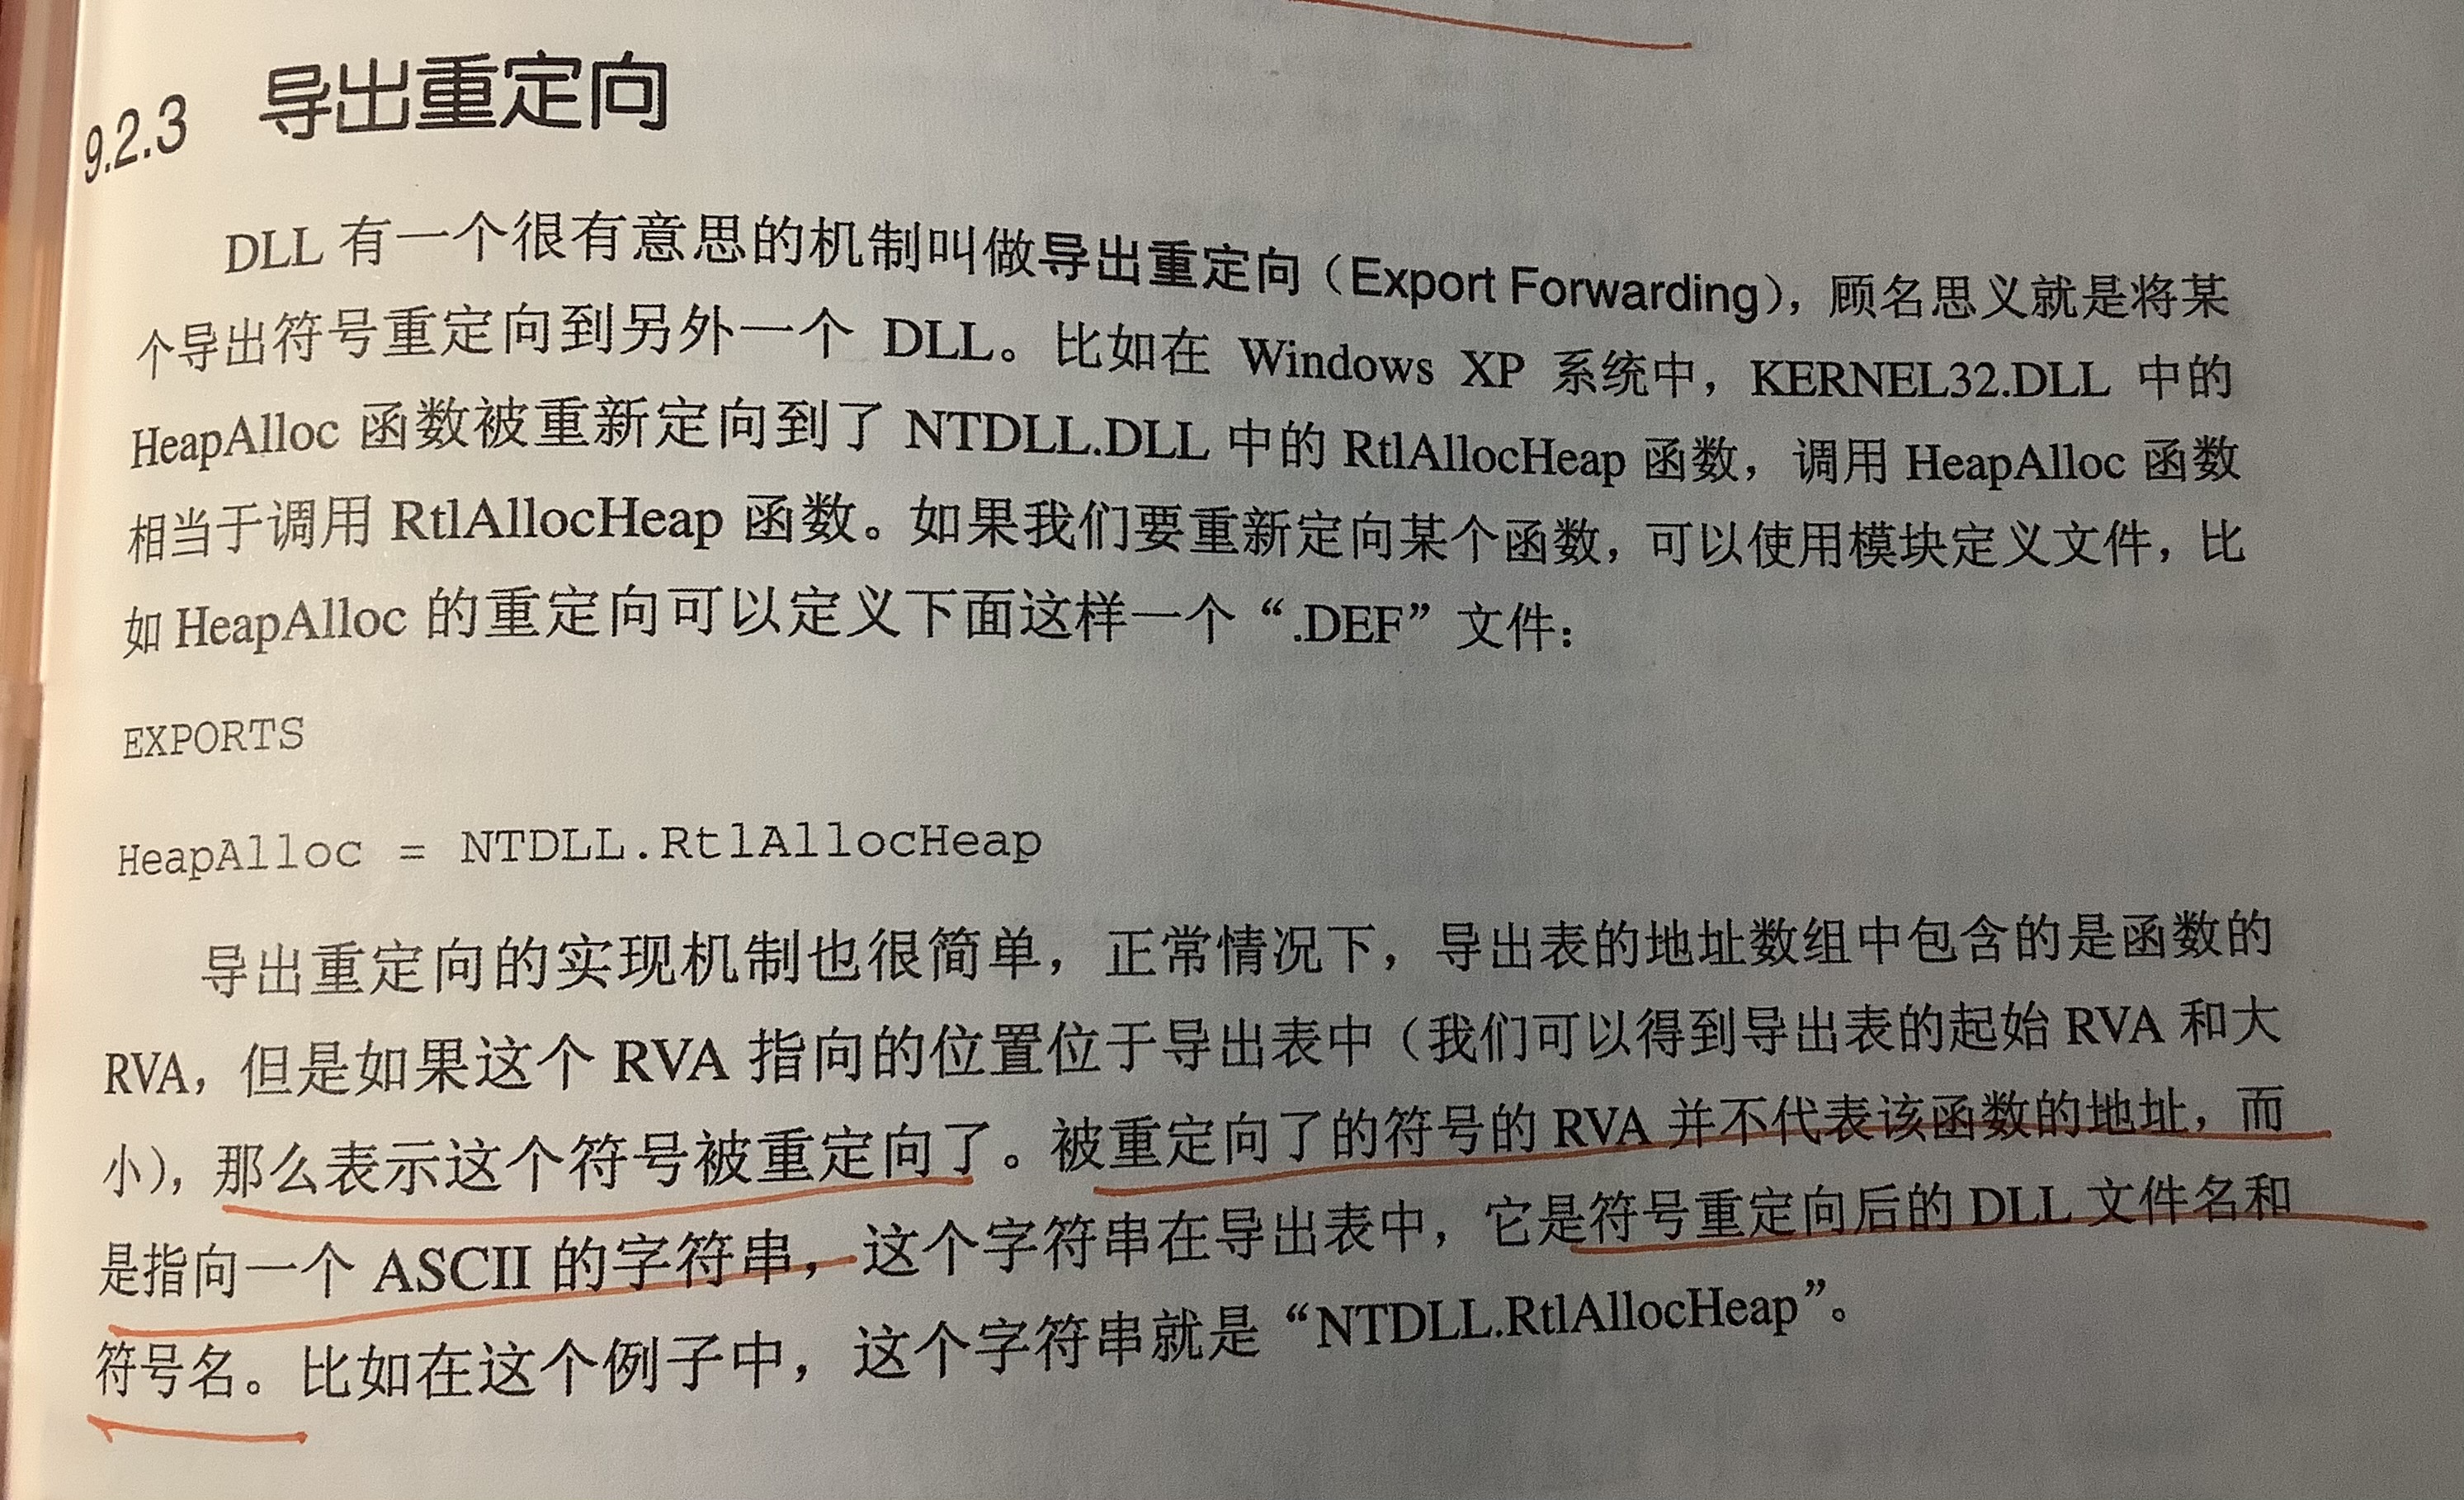 9.2.3 导出重定向
DLL 有一个很有意思的机制叫做导出重定向（Export Forwarding），顾名思义就是将某
个导出符号重定向到另外一个 DLL。比如在 Windows XP 系统中，KERNEL32.DLL 中的
HeapAlloc 函数被重新定向到了 NTDLL.DLL 中的 RtlAllocHeap 函数，调用 HeapAlloc 函数
相当于调用 RtlAllocHeap 函数。如果我们要重新定向某个函数，可以使用模块定义文件，比
如 HeapAlloc 的重定向可以定义下面这样一个“.DEF”文件：
EXPORTS
HeapAlloc = NTDLL.RtlAllocHeap
导出重定向的实现机制也很简单，正常情况下，导出表的地址数组中包含的是函数的
RVA，但是如果这个 RVA 指向的位置位于导出表中（我们可以得到导出表的起始 RVA 和大
小），那么表示这个符号被重定向了。被重定向了的符号的 RVA 并不代表该函数的地址，而
是指向一个 ASCII 的字符串，这个字符串在导出表中，它是符号重定向后的 DLL 文件名和
符号名。比如在这个例子中，这个字符串就是“NTDLL.RtlAllocHeap”。